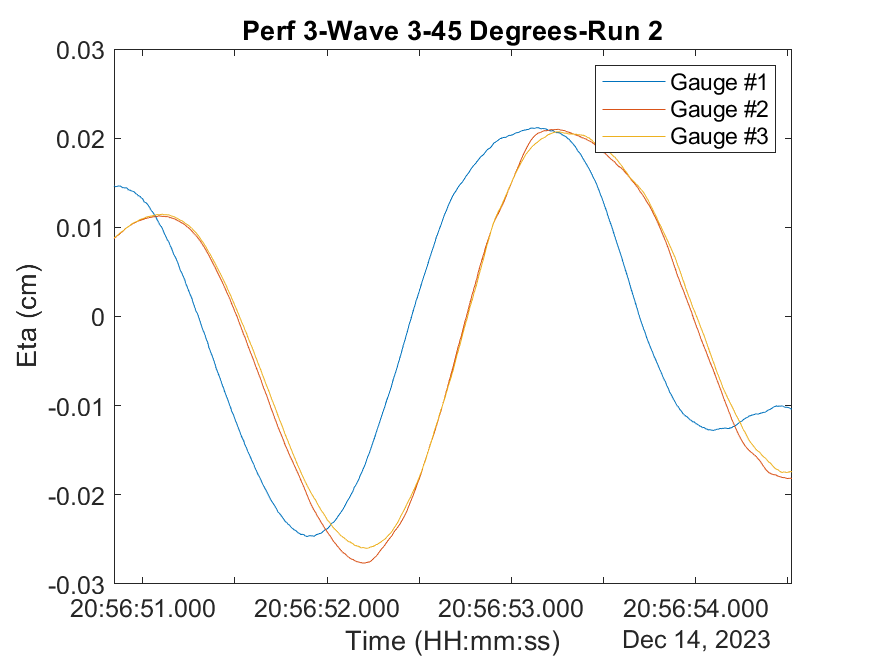 Perf 3-Wave 3-45 Degrees-Run 2
0.03
0.02
0.01
0
-0.01
-0.02
-0.03
Eta (cm)
Gauge #1
Gauge #2
Gauge #3
20:56:51.000 20:56:52.000 20:56:53.000 20:56:54.000
Time (HH:mm:ss)
Dec 14, 2023